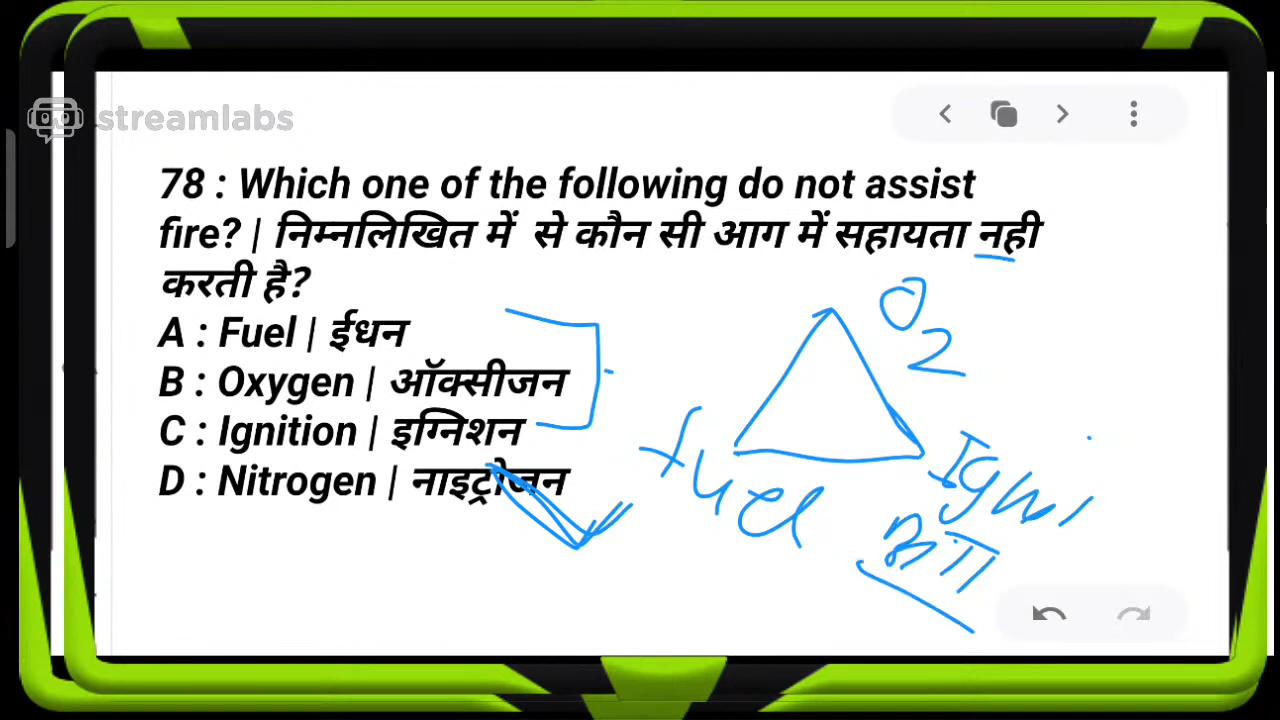 streamlabs
78 : Which one of the following do not assist
fire? | निम्नलिखित में से कौन सी आग में सहायता नही
करती है?
A : Fuel | ईधन
B : Oxygen | ऑक्सीजन
C : Ignition | इग्निशन
D : Nitrogen | नाइट्रोजन
O2
fuel
Igni